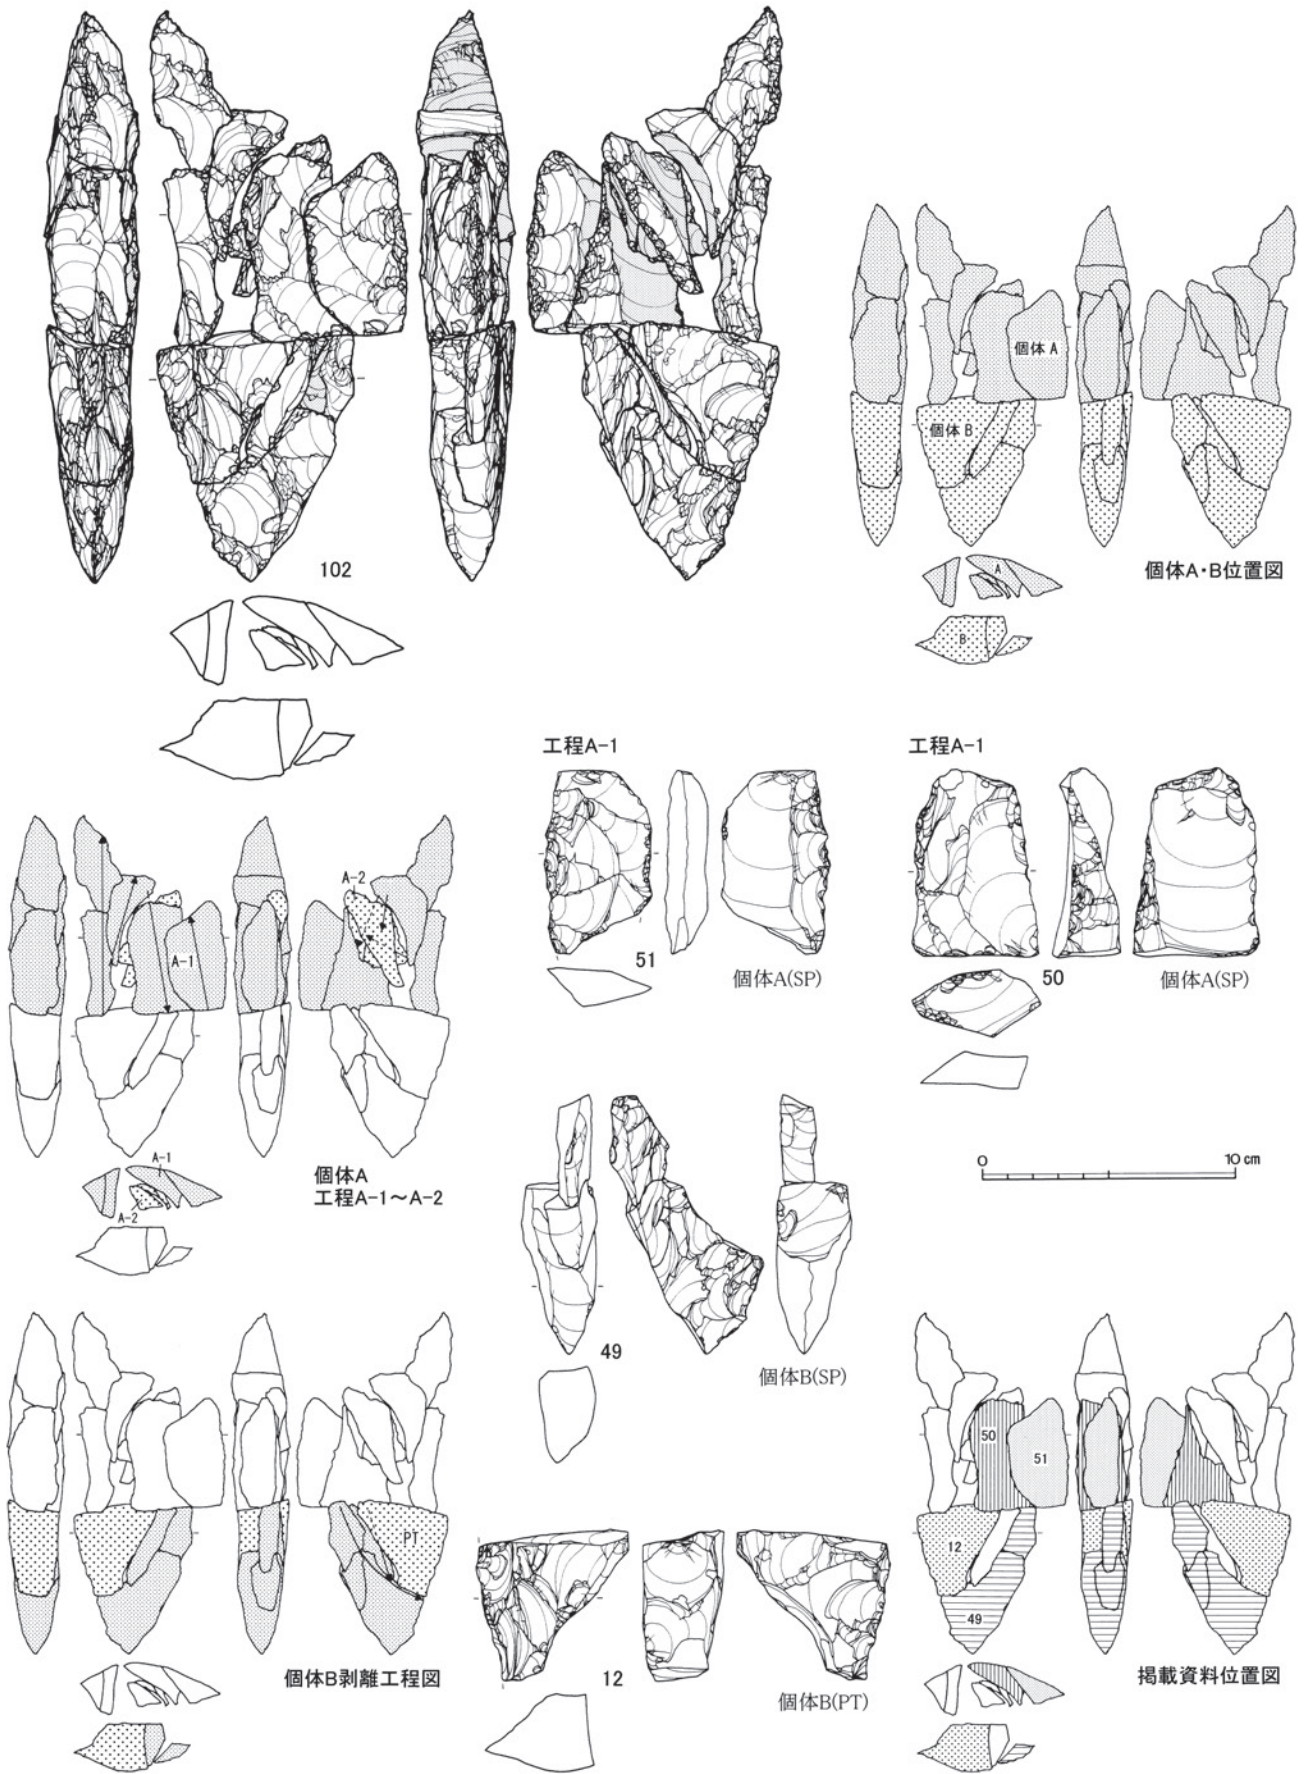 102
個体A
個体B
A
B
個体A・B位置図
工程A-1
51
個体A(SP)
工程A-1
50
個体A(SP)
A-1
A-2
A-1
A-2
個体A
工程A-1～A-2
0 10 cm
49
個体B(SP)
PT
個体B剥離工程図
12
個体B(PT)
50
51
12
49
掲載資料位置図